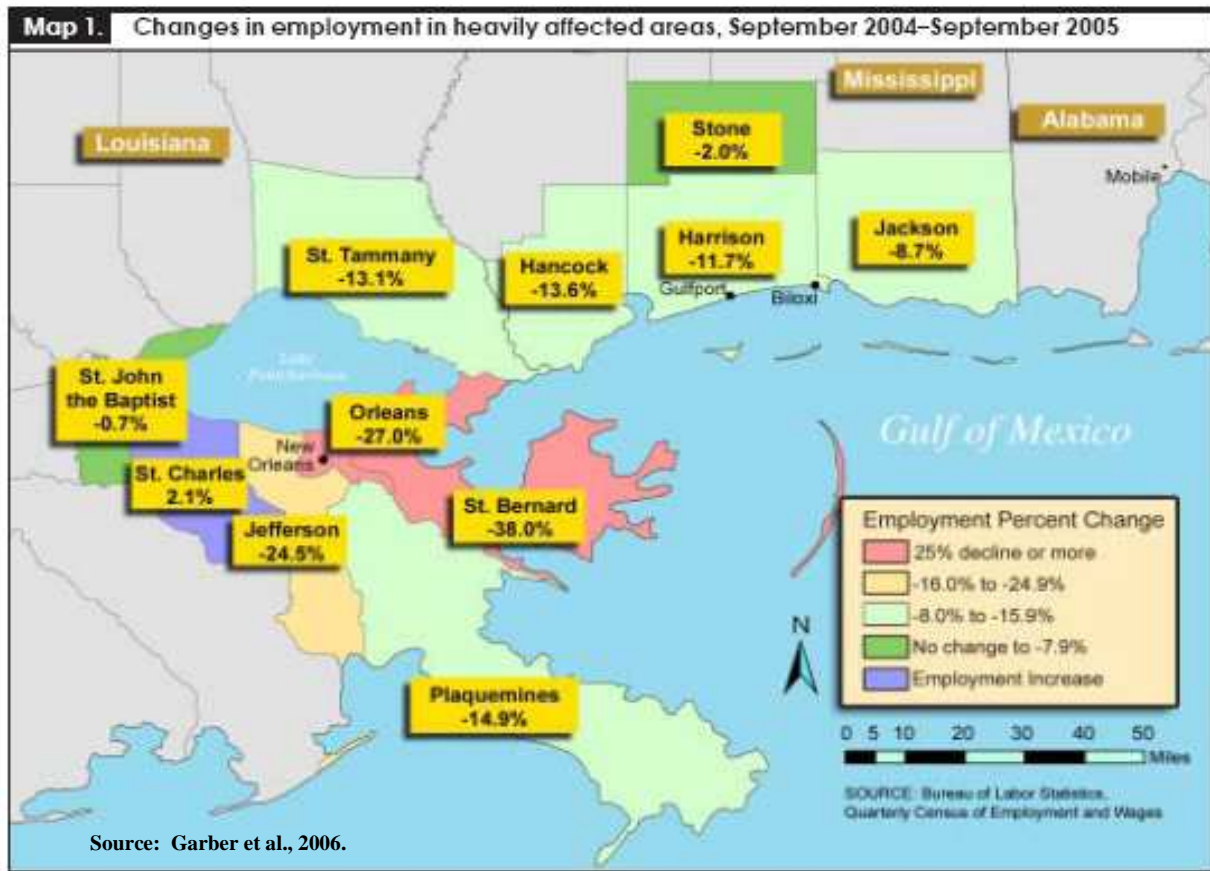 Map 1. Changes in employment in heavily affected areas, September 2004–September 2005
Louisiana
Mississippi
Alabama
Mobile
Stone
-2.0%
St. Tammany
-13.1%
Hancock
-13.6%
Harrison
-11.7%
Jackson
-8.7%
Gulfport
Biloxi
Lake
Pontchartrain
St. John
the Baptist
-0.7%
Orleans
-27.0%
New
Orleans
St. Charles
2.1%
Jefferson
-24.5%
St. Bernard
-38.0%
Plaquemines
-14.9%
Gulf of Mexico
Employment Percent Change
25% decline or more
-16.0% to -24.9%
-8.0% to -15.9%
No change to -7.9%
Employment Increase
N
0 5 10 20 30 40 50
Miles
SOURCE: Bureau of Labor Statistics,
Quarterly Census of Employment and Wages
Source: Garber et al., 2006.